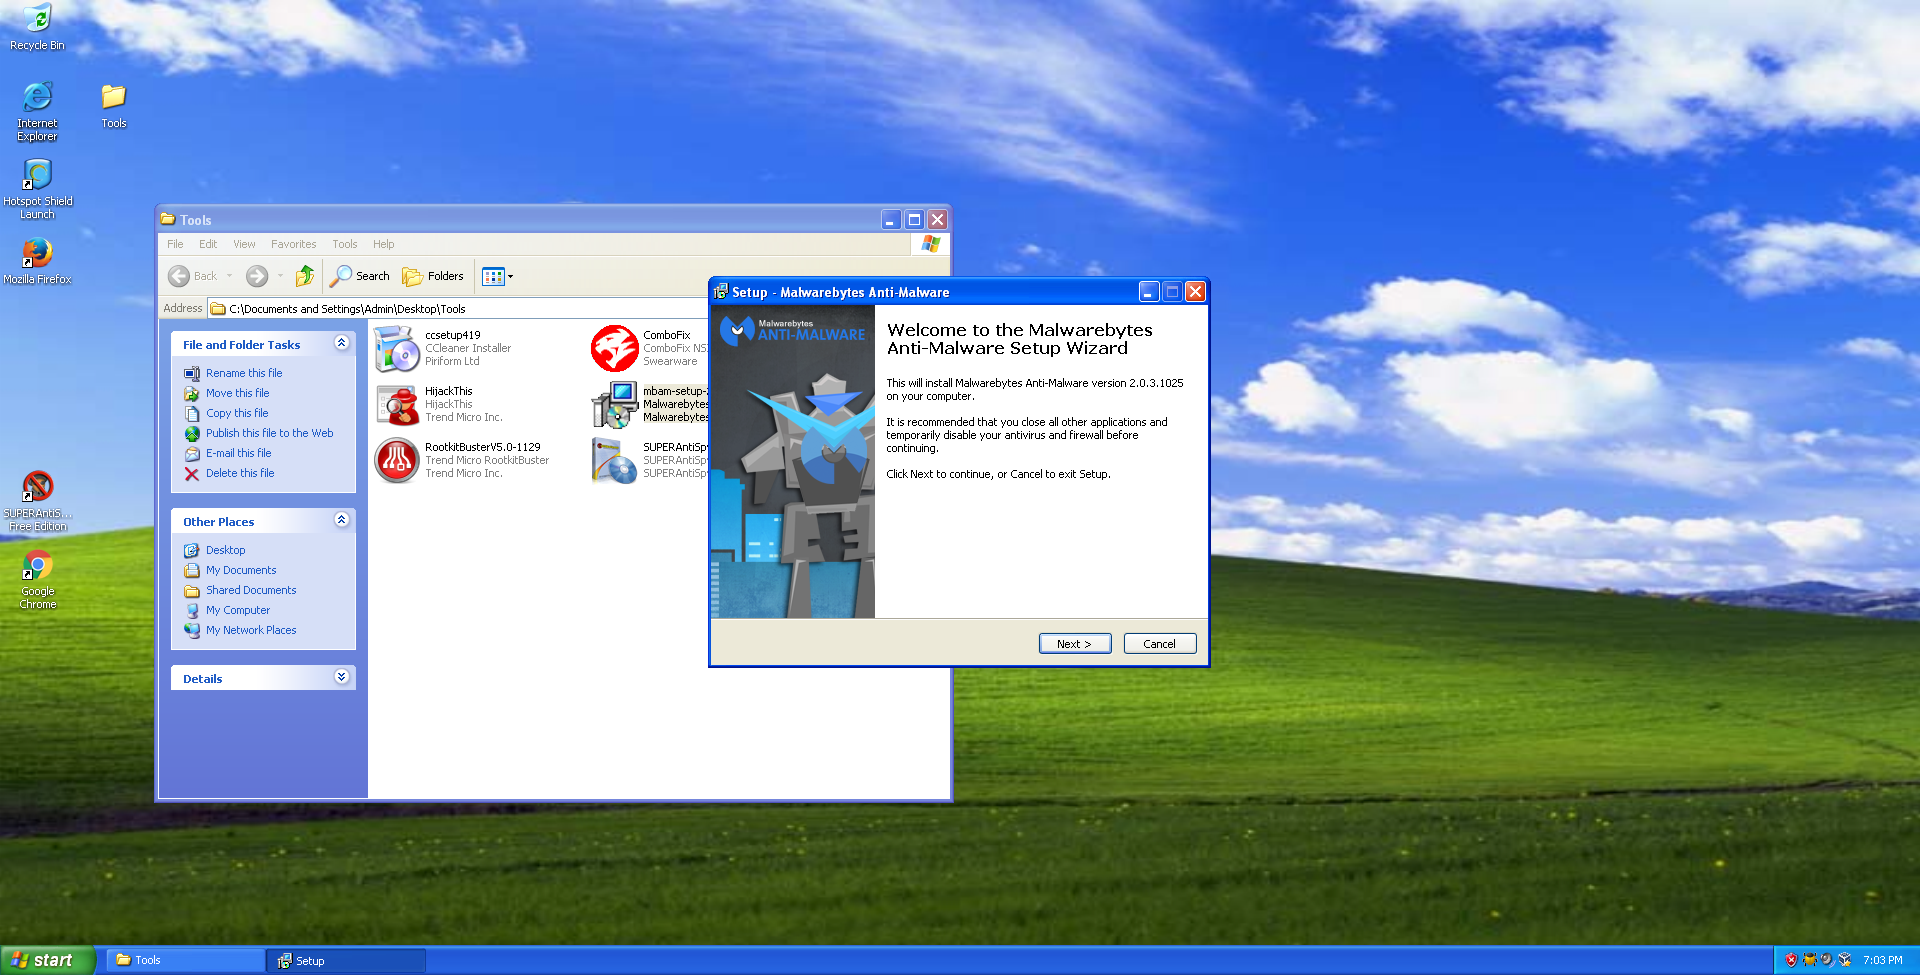 Recycle Bin
Internet
Explorer
Tools
Hotspot Shield
Launch
Mozilla Firefox
SUPERAntiS...
Free Edition
Google
Chrome
Tools
File Edit View Favorites Tools Help
Back Search Folders
Address C:\Documents and Settings\Admin\Desktop\Tools
File and Folder Tasks
Rename this file
Move this file
Copy this file
Publish this file to the Web
E-mail this file
Delete this file
Other Places
Desktop
My Documents
Shared Documents
My Computer
My Network Places
Details
ccsetup419
CCleaner Installer
Piriform Ltd
ComboFix
ComboFix NS
Swearware
HijackThis
HijackThis
Trend Micro Inc.
mbam-setup-
Malwarebytes
Malwarebytes
RootkitBusterV5.0-1129
Trend Micro RootkitBuster
Trend Micro Inc.
SUPERAntiSp
SUPERAntiSp
SUPERAntiSp
Setup - Malwarebytes Anti-Malware
Malwarebytes
ANTI-MALWARE
Welcome to the Malwarebytes
Anti-Malware Setup Wizard
This will install Malwarebytes Anti-Malware version 2.0.3.1025
on your computer.
It is recommended that you close all other applications and
temporarily disable your antivirus and firewall before
continuing.
Click Next to continue, or Cancel to exit Setup.
Next > Cancel
start Tools Setup 7:03 PM